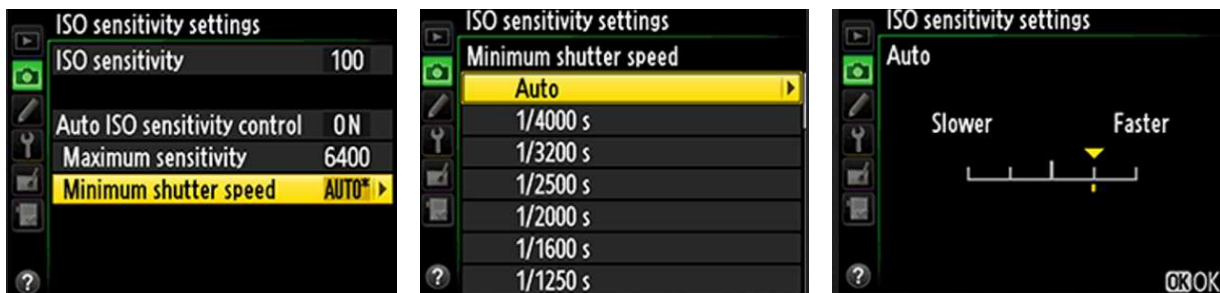 ISO sensitivity settings
ISO sensitivity 100
Auto ISO sensitivity control ON
Maximum sensitivity 6400
Minimum shutter speed AUTO*
?
ISO sensitivity settings
Minimum shutter speed
Auto
1/4000 s
1/3200 s
1/2500 s
1/2000 s
1/1600 s
1/1250 s
?
ISO sensitivity settings
Auto
Slower Faster
? OK OK